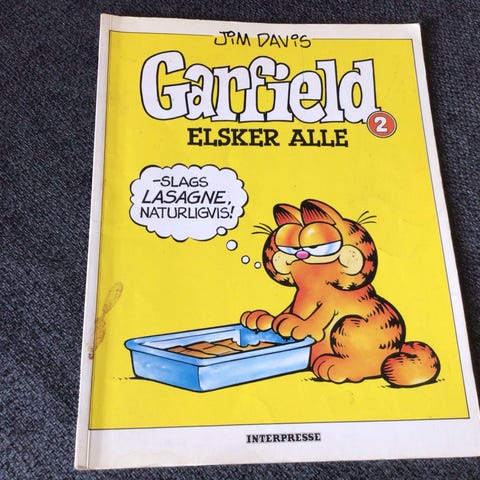 JIM DAVIS
Garfield
2
ELSKER ALLE
-SLAGS
LASAGNE,
NATURLIGVIS!
INTERPRESSE